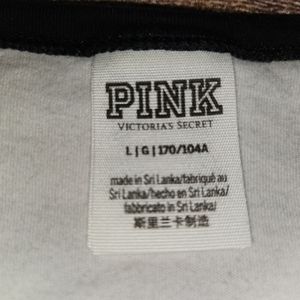 PINK
VICTORIA'S SECRET
L | G | 170/104A
made in Sri Lanka/fabriqué au
Sri Lanka/hecho en Sri Lanka/
fabbricato in Sri Lanka/
斯里兰卡制造